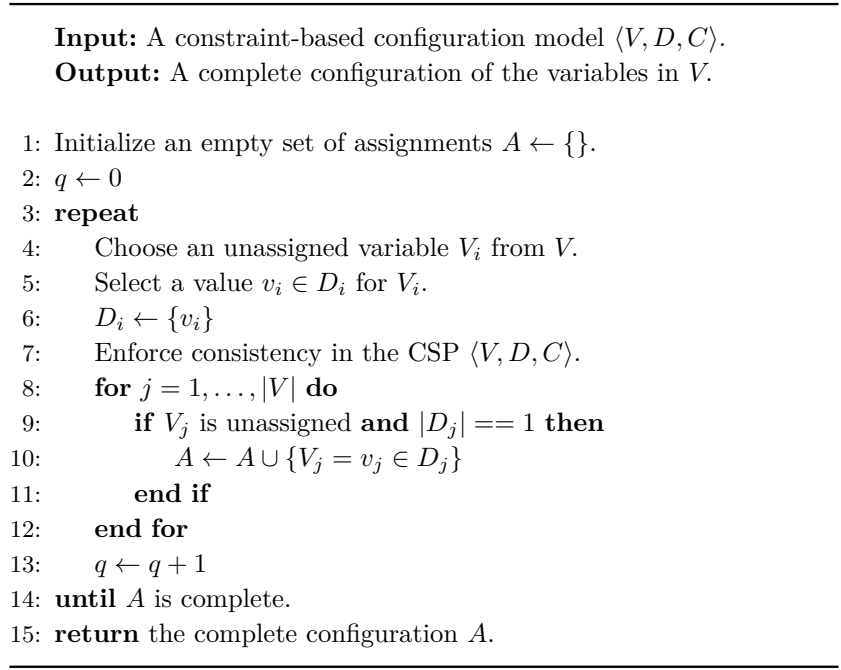 Input: A constraint-based configuration model ⟨V, D, C⟩.
Output: A complete configuration of the variables in V.
1: Initialize an empty set of assignments A ← {}.
2: q ← 0
3: repeat
4: Choose an unassigned variable V_i from V.
5: Select a value v_i ∈ D_i for V_i.
6: D_i ← {v_i}
7: Enforce consistency in the CSP ⟨V, D, C⟩.
8: for j = 1, . . . , |V| do
9: if V_j is unassigned and |D_j| == 1 then
10: A ← A ∪ {V_j = v_j ∈ D_j}
11: end if
12: end for
13: q ← q + 1
14: until A is complete.
15: return the complete configuration A.